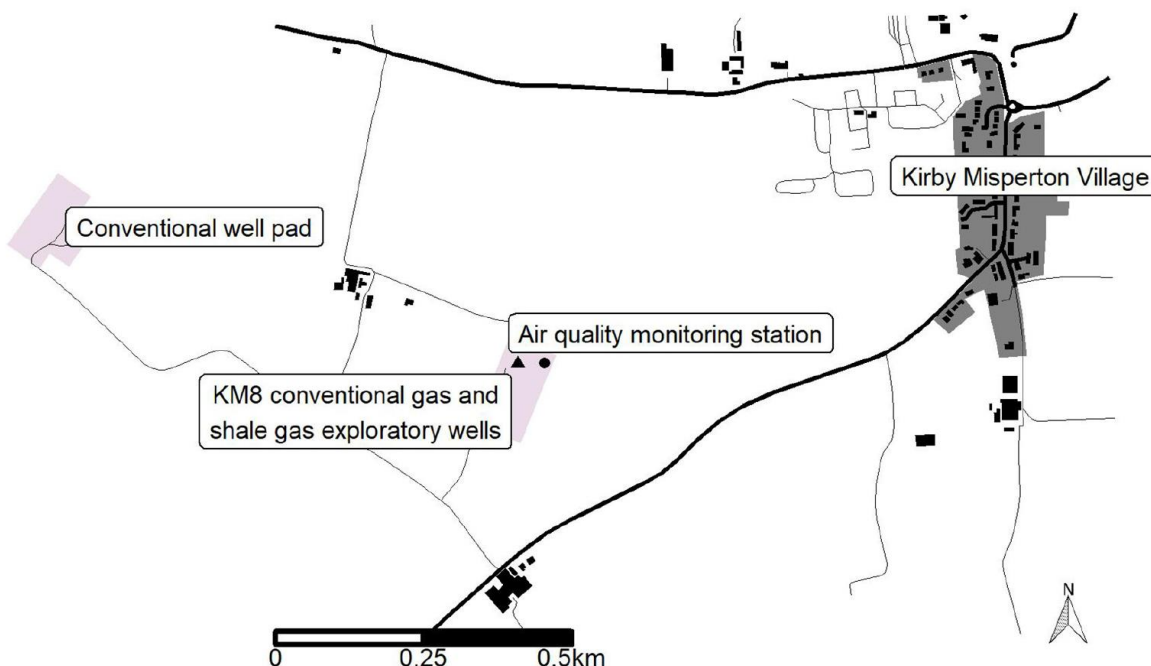 Kirby Misperton Village
Conventional well pad
Air quality monitoring station
KM8 conventional gas and
shale gas exploratory wells
N
0 0.25 0.5km